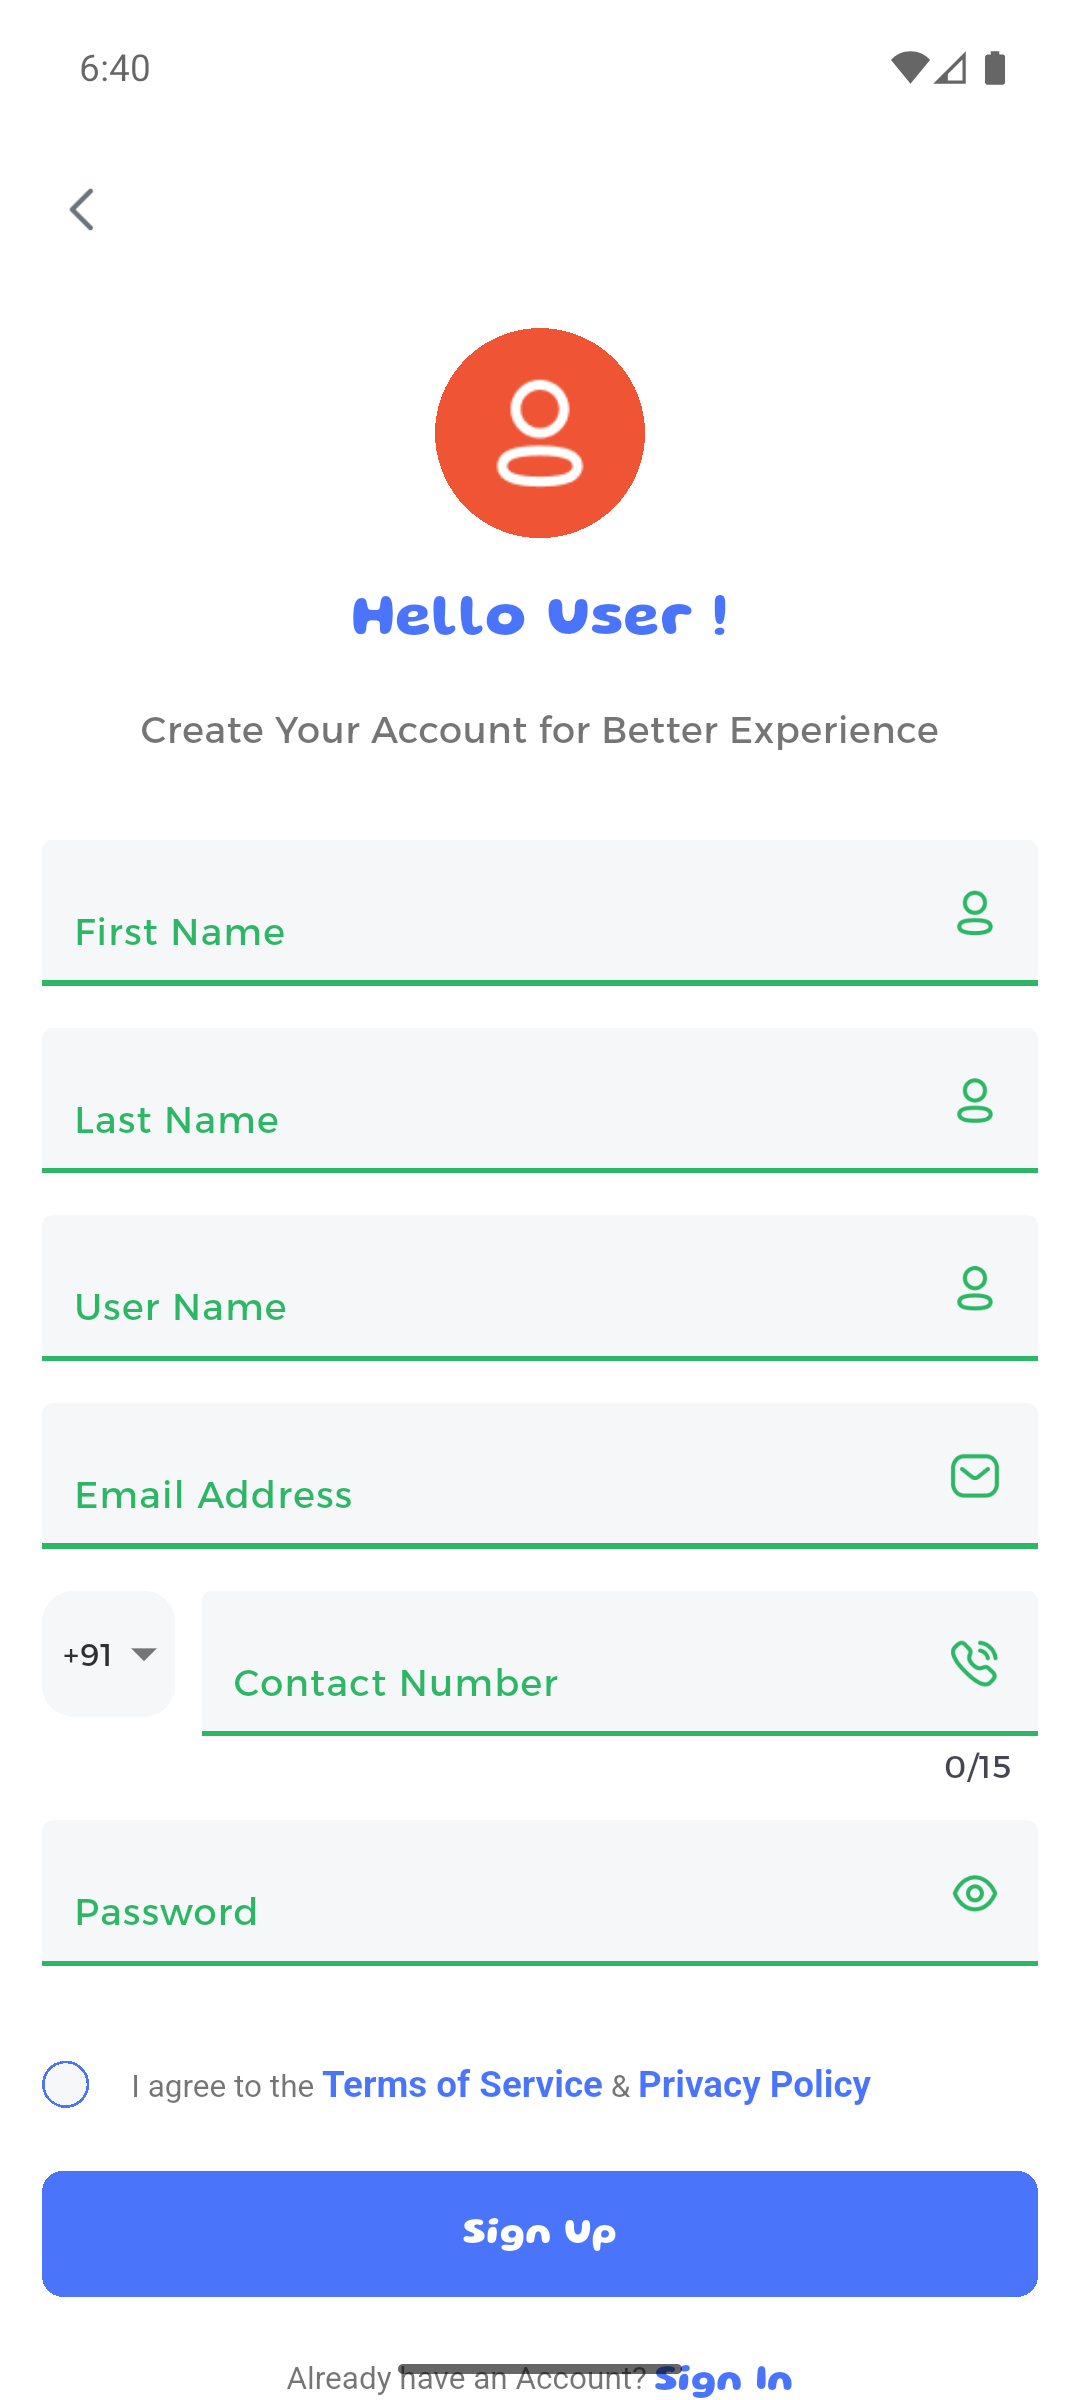 6:40
Hello User !
Create Your Account for Better Experience
First Name
Last Name
User Name
Email Address
+91
Contact Number
0/15
Password
I agree to the Terms of Service & Privacy Policy
Sign Up
Already have an Account? Sign In